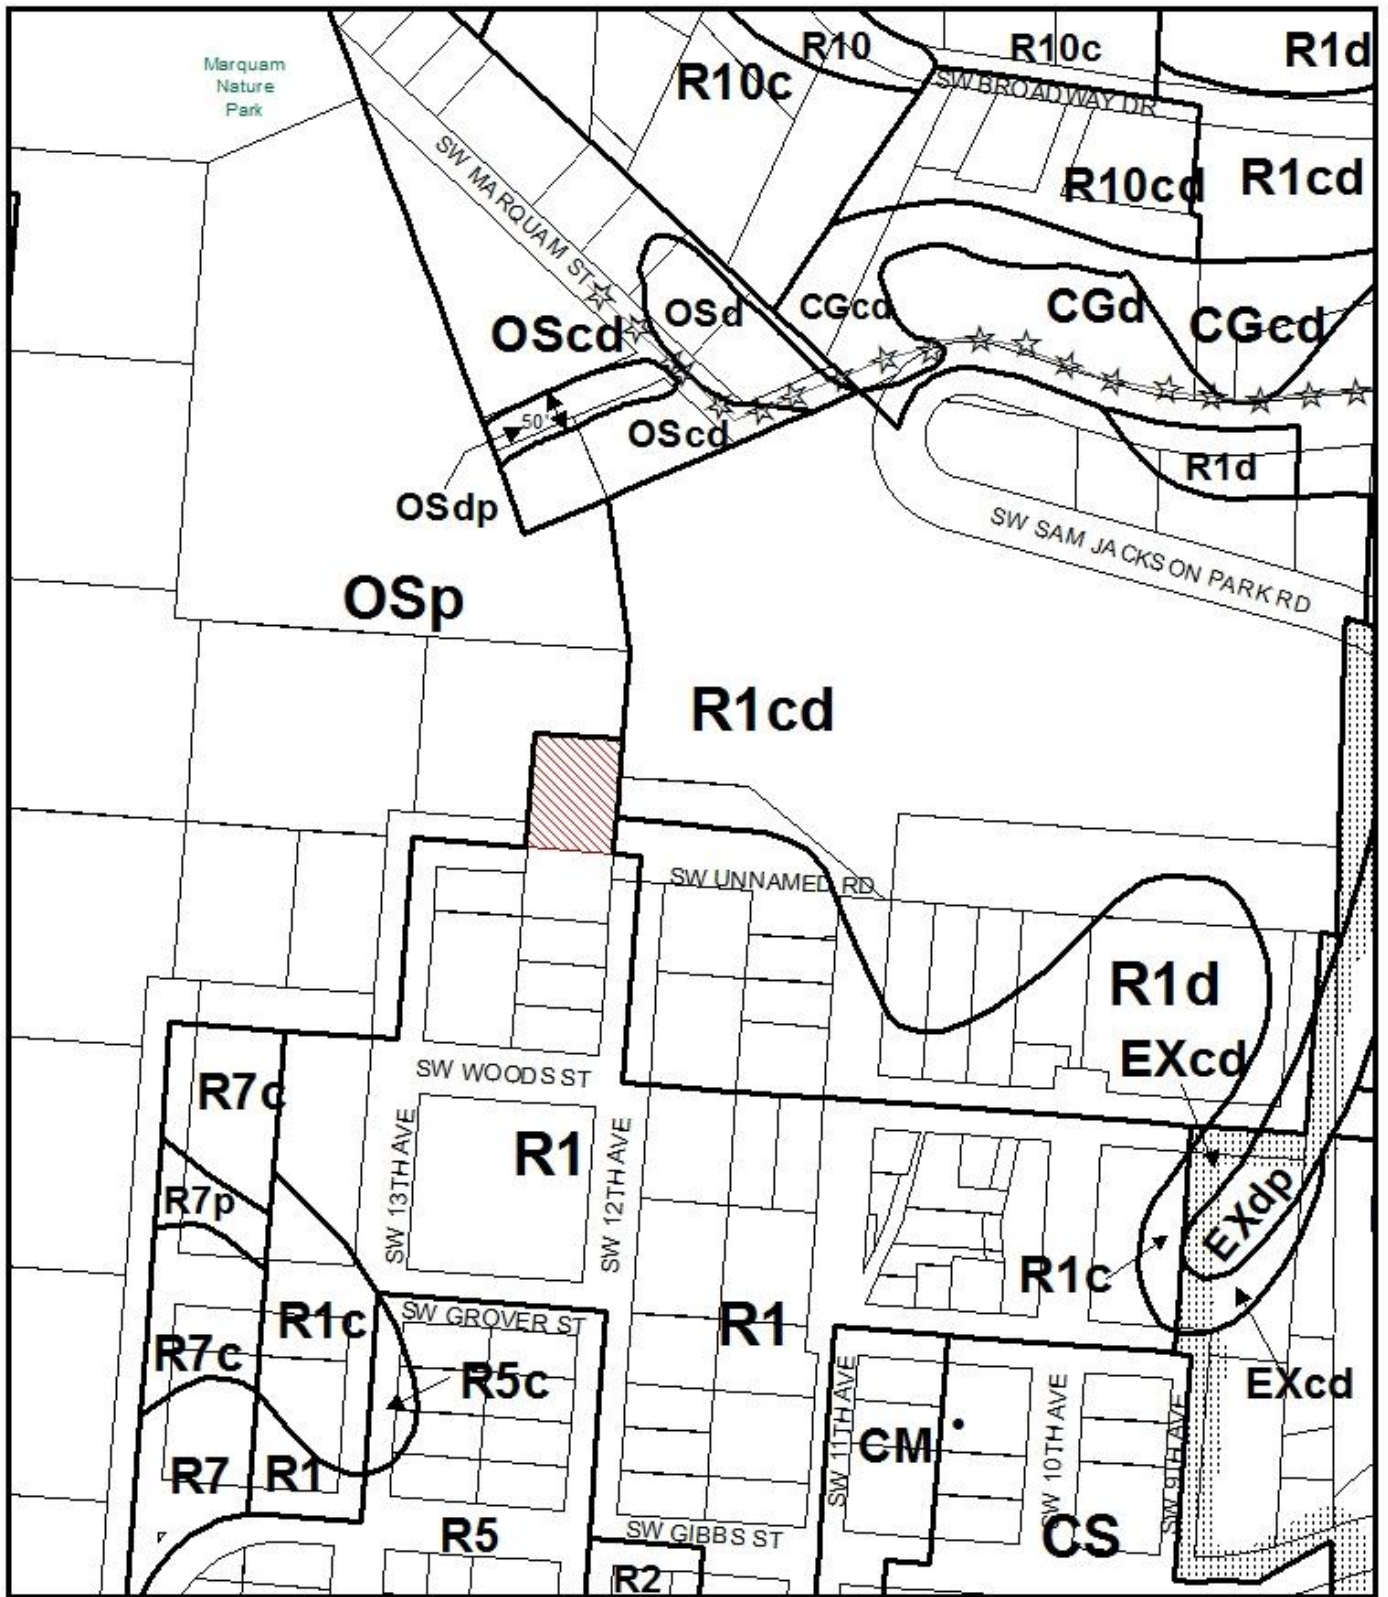 R10
R10c
R1d
Marquam
Nature
Park
R10c
SW BROADWAY DR
SW MARQUAM ST
R10cd
R1cd
OSd
CGcd
CGd
CGcd
OScd
50'
OScd
R1d
OSdp
SW SAM JACKSON PARK RD
OSp
R1cd
SW UNNAMED RD
R1d
EXcd
SW WOODS ST
R7c
R1
SW 13TH AVE
SW 12TH AVE
R7p
EXdp
R1c
R1c
SW GROVER ST
R1
R7c
R5c
EXcd
SW 11TH AVE
CM
SW 10TH AVE
SW 9TH AVE
R7
R1
R5
SW GIBBS ST
CS
R2